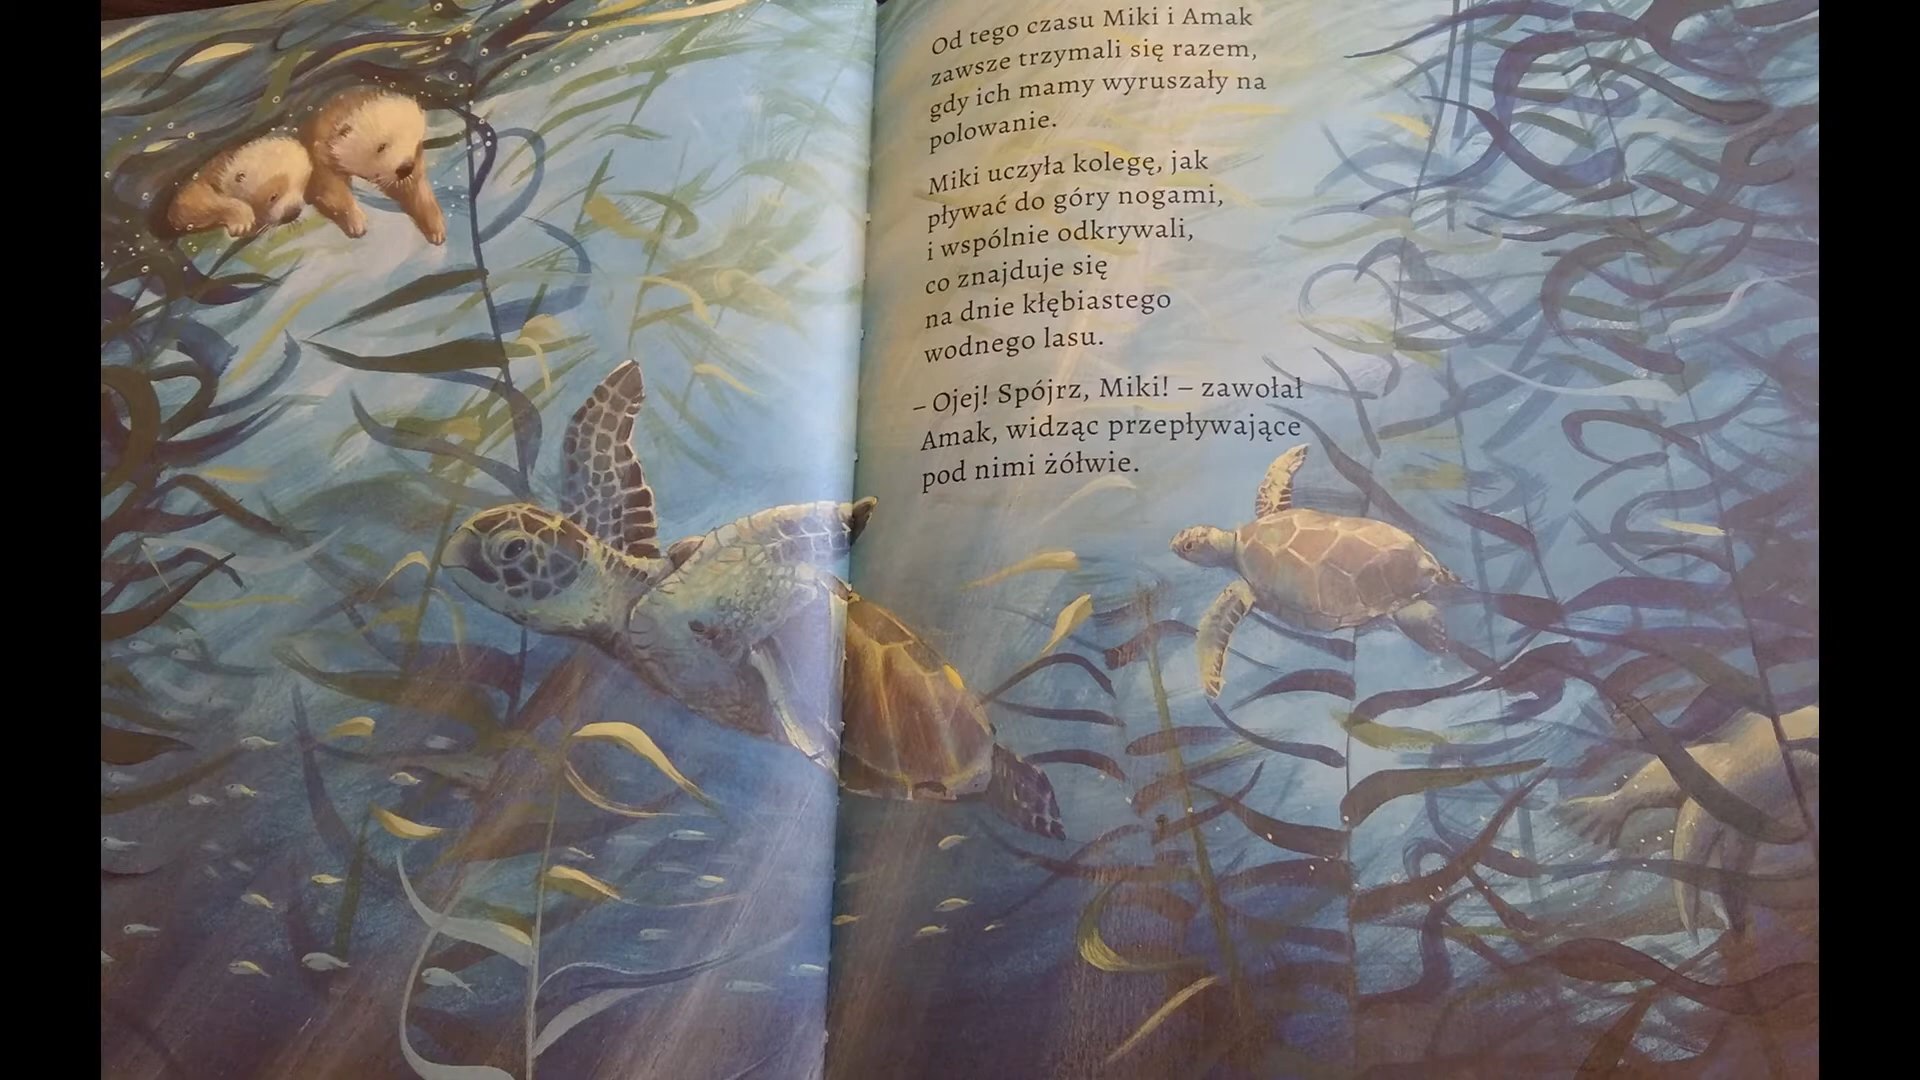 Od tego czasu Miki i Amak
zawsze trzymali się razem,
gdy ich mamy wyruszały na
polowanie.
Miki uczyła kolegę, jak
pływać do góry nogami,
i wspólnie odkrywali,
co znajduje się
na dnie kłębiastego
wodnego lasu.
– Ojej! Spójrz, Miki! – zawołał
Amak, widząc przepływające
pod nimi żółwie.